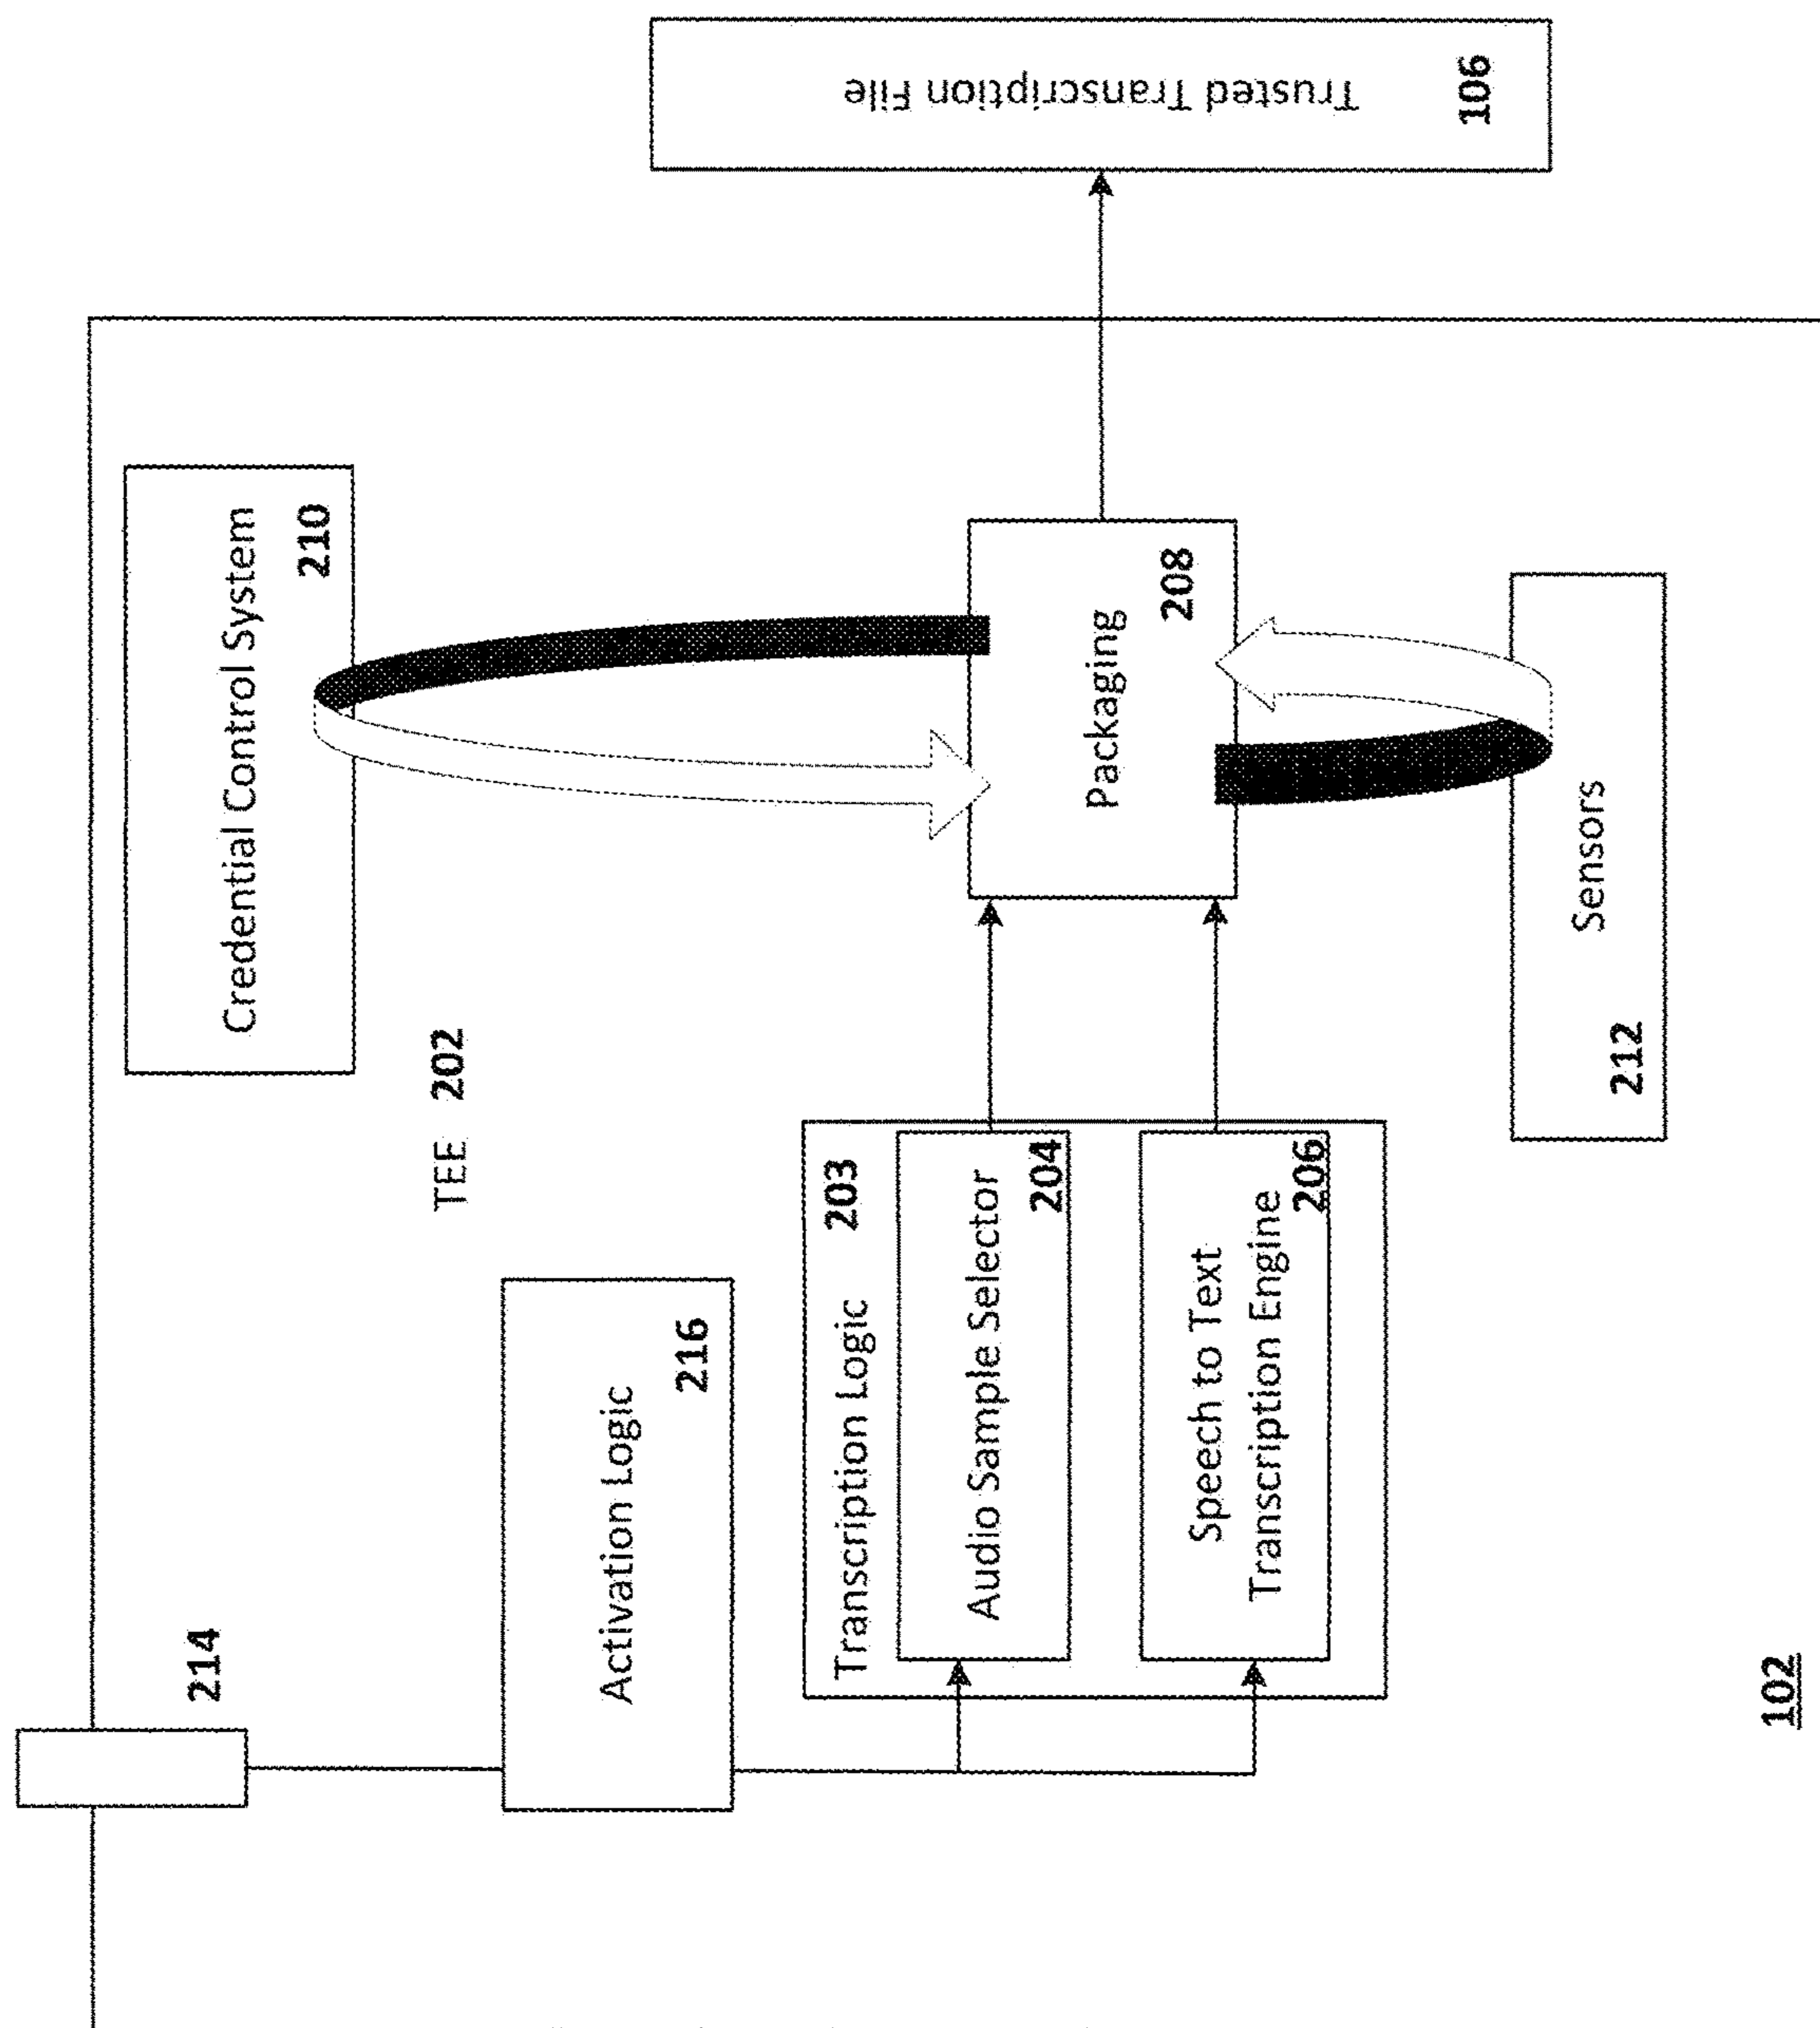 214
Activation Logic
216
TEE 202
Credential Control System
210
Transcription Logic 203
Audio Sample Selector
204
Speech to Text
Transcription Engine
206
Packaging
208
Sensors
212
Trusted Transcription File
106
102